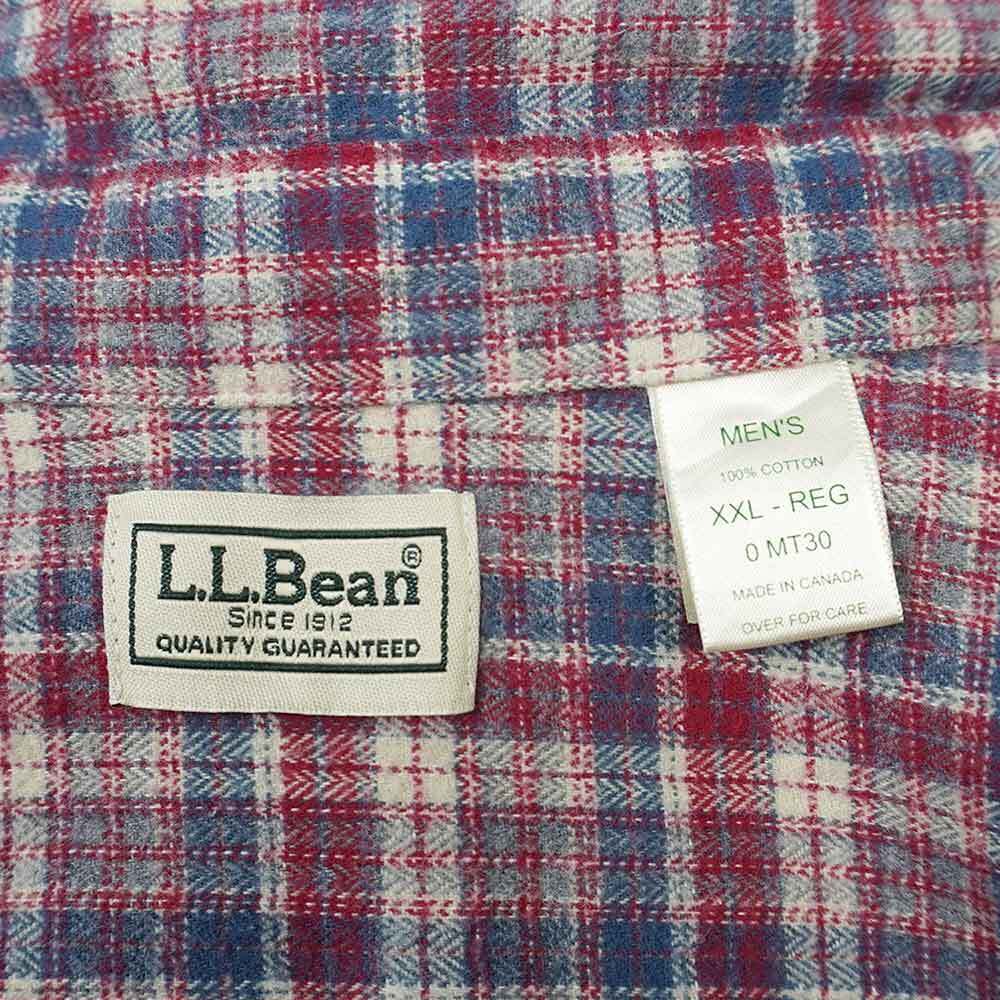 L.L.Bean®
Since 1912
QUALITY GUARANTEED
MEN'S
100% COTTON
XXL - REG
0 MT30
MADE IN CANADA
OVER FOR CARE